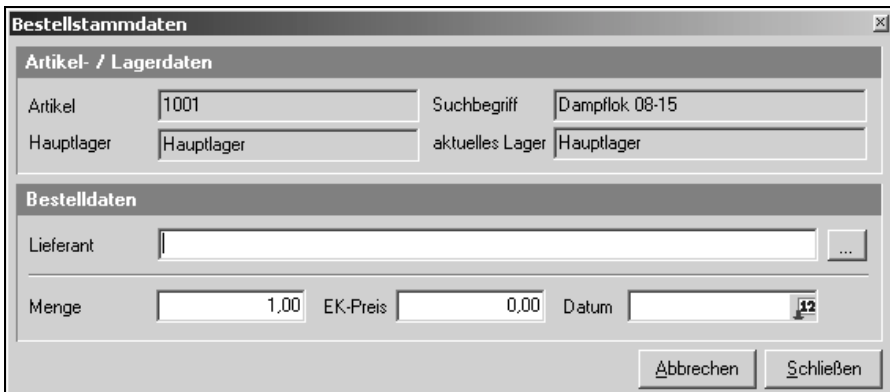 Bestellstammdaten
Artikel- / Lagerdaten
Artikel 1001 Suchbegriff Dampflok 08-15
Hauptlager Hauptlager aktuelles Lager Hauptlager
Bestelldaten
Lieferant ...
Menge 1,00 EK-Preis 0,00 Datum 12
Abbrechen Schließen